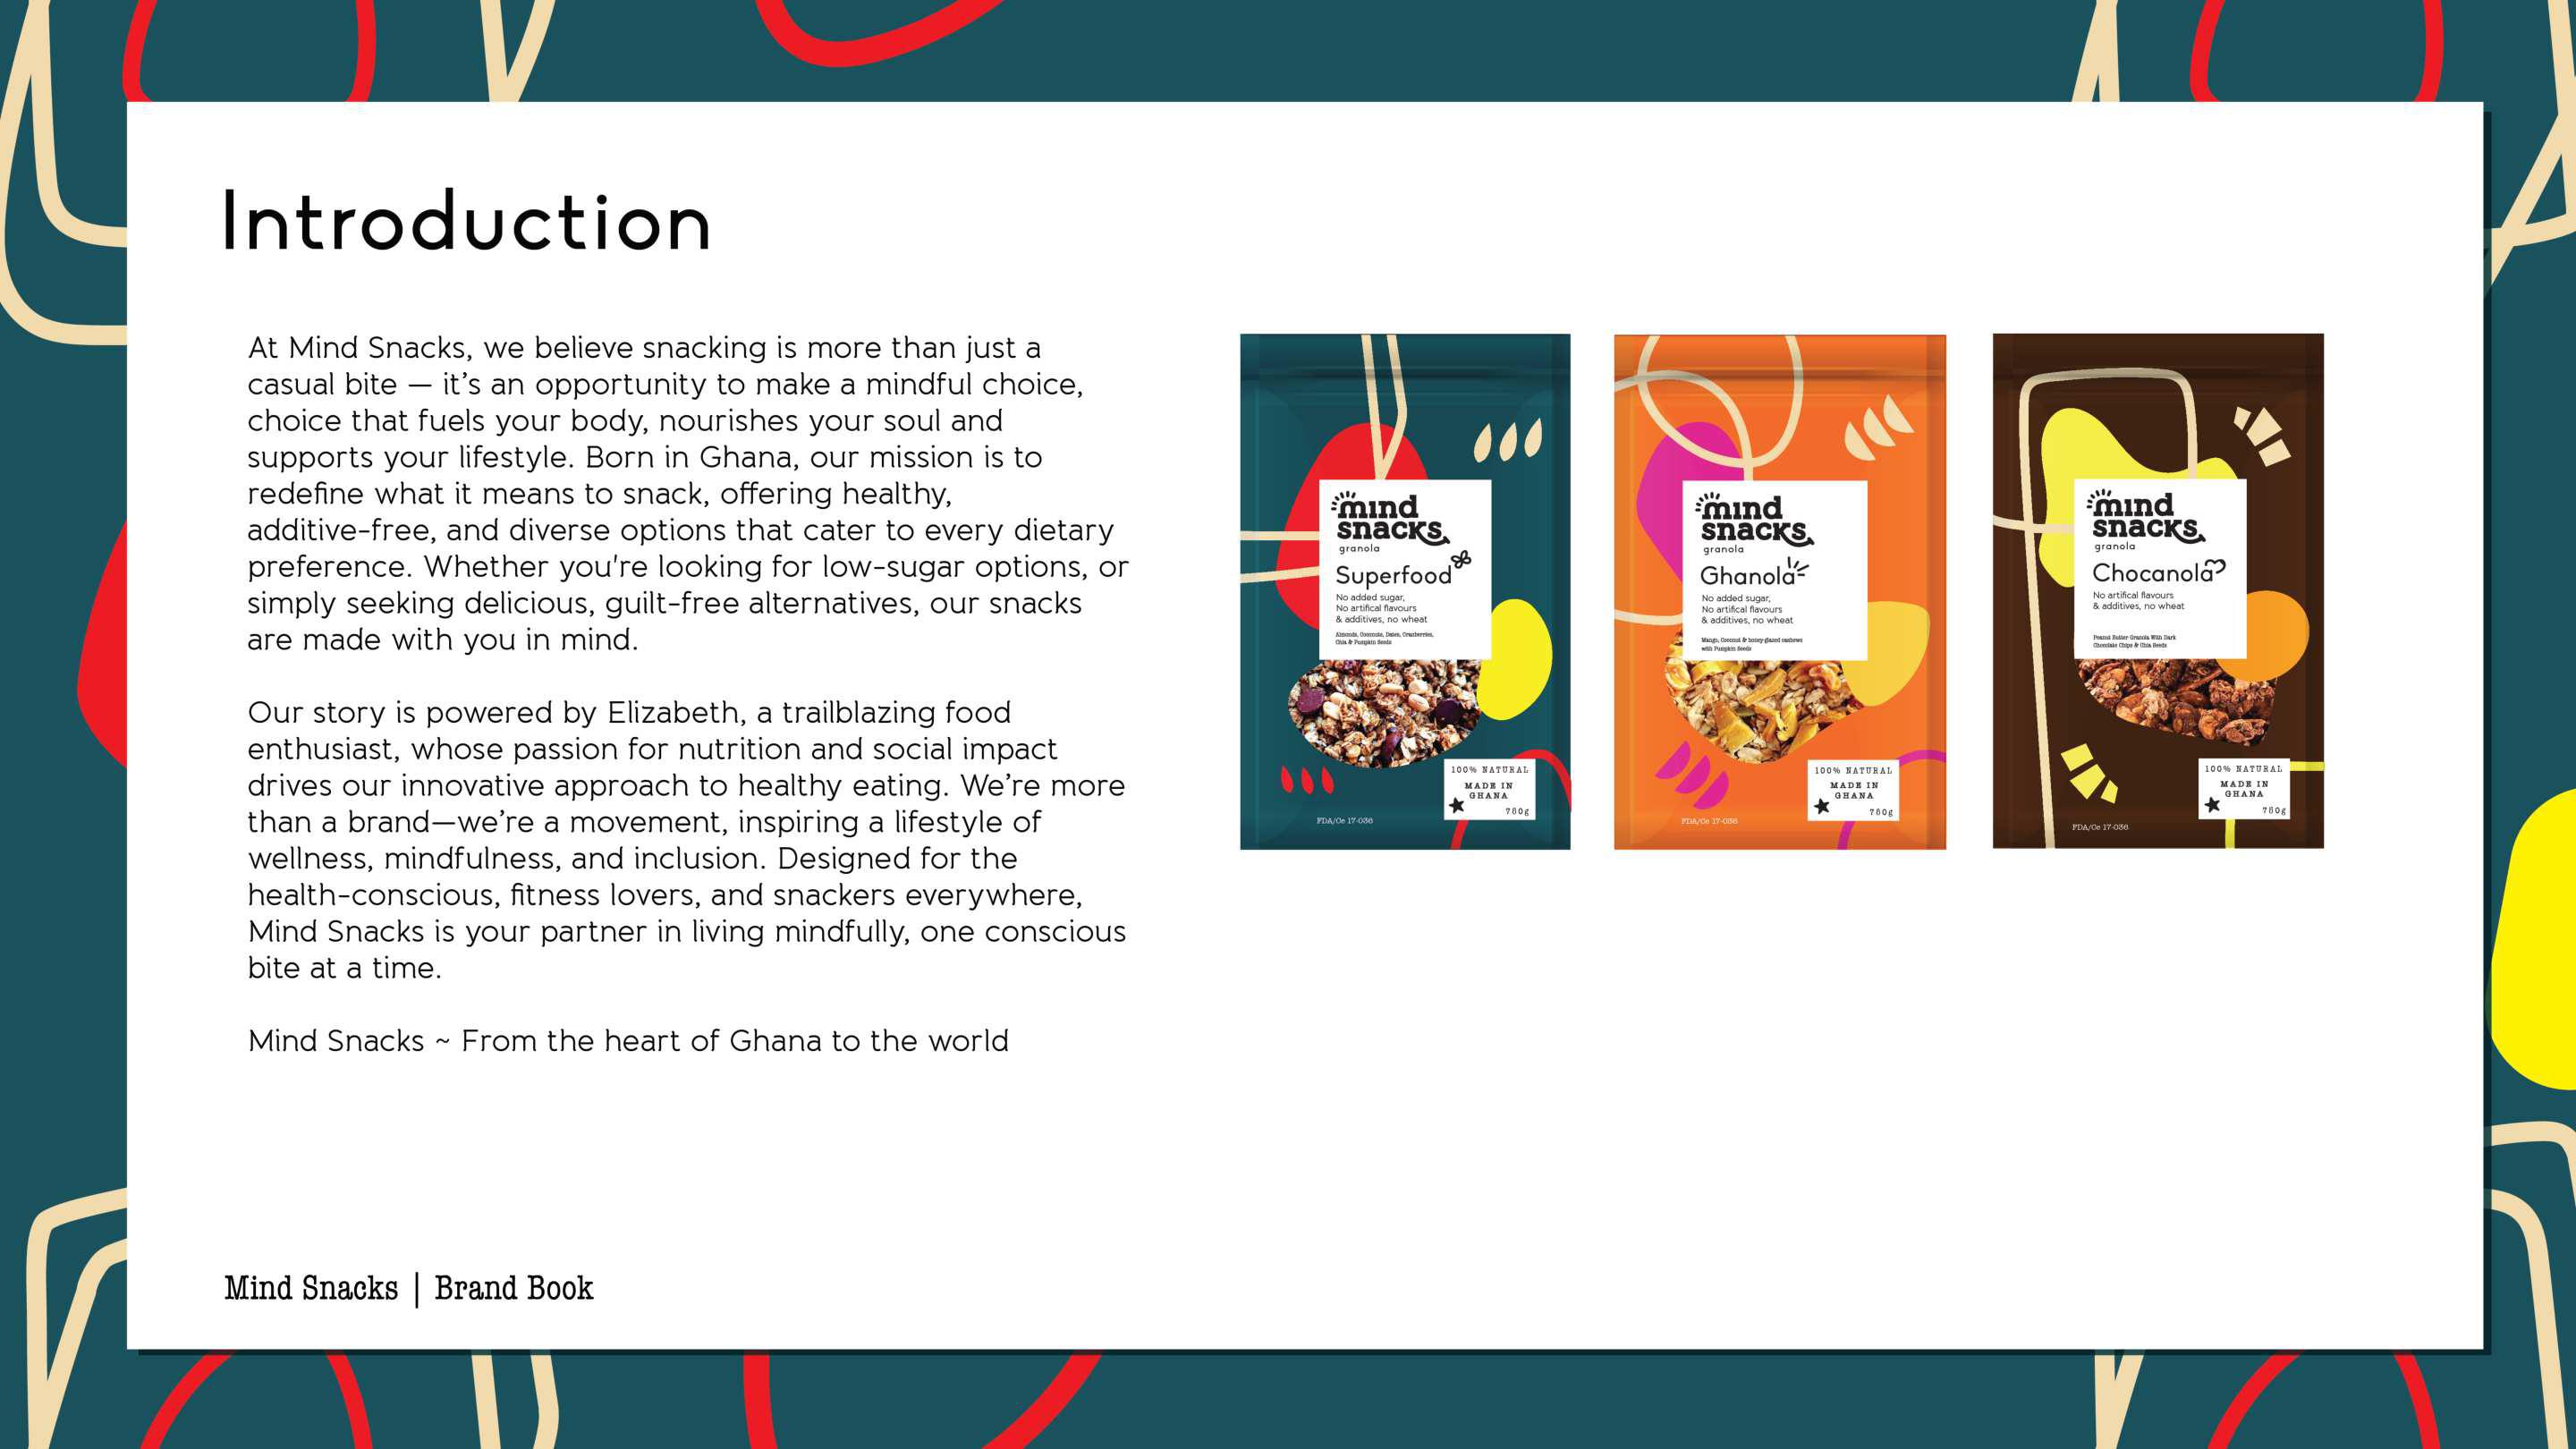 Introduction
At Mind Snacks, we believe snacking is more than just a
casual bite — it’s an opportunity to make a mindful choice,
choice that fuels your body, nourishes your soul and
supports your lifestyle. Born in Ghana, our mission is to
redefine what it means to snack, offering healthy,
additive-free, and diverse options that cater to every dietary
preference. Whether you're looking for low-sugar options, or
simply seeking delicious, guilt-free alternatives, our snacks
are made with you in mind.
Our story is powered by Elizabeth, a trailblazing food
enthusiast, whose passion for nutrition and social impact
drives our innovative approach to healthy eating. We’re more
than a brand—we’re a movement, inspiring a lifestyle of
wellness, mindfulness, and inclusion. Designed for the
health-conscious, fitness lovers, and snackers everywhere,
Mind Snacks is your partner in living mindfully, one conscious
bite at a time.
Mind Snacks ~ From the heart of Ghana to the world
mind
snacks
granola
Superfood
No added sugar,
No artifical flavours
& additives, no wheat
Almonds, Coconuts, Dates, Cranberries,
Chia & Pumpkin Seeds
100% NATURAL
MADE IN
GHANA
750g
FDA/Ce 17-036
mind
snacks
granola
Ghanola
No added sugar,
No artifical flavours
& additives, no wheat
Mango, Coconut & honey-glazed cashews
with Pumpkin Seeds
100% NATURAL
MADE IN
GHANA
750g
FDA/Ce 17-036
mind
snacks
granola
Chocanola
No artifical flavours
& additives, no wheat
Peanut Butter Granola With Dark
Chocolate Chips & Chia Seeds
100% NATURAL
MADE IN
GHANA
750g
FDA/Ce 17-036
Mind Snacks | Brand Book